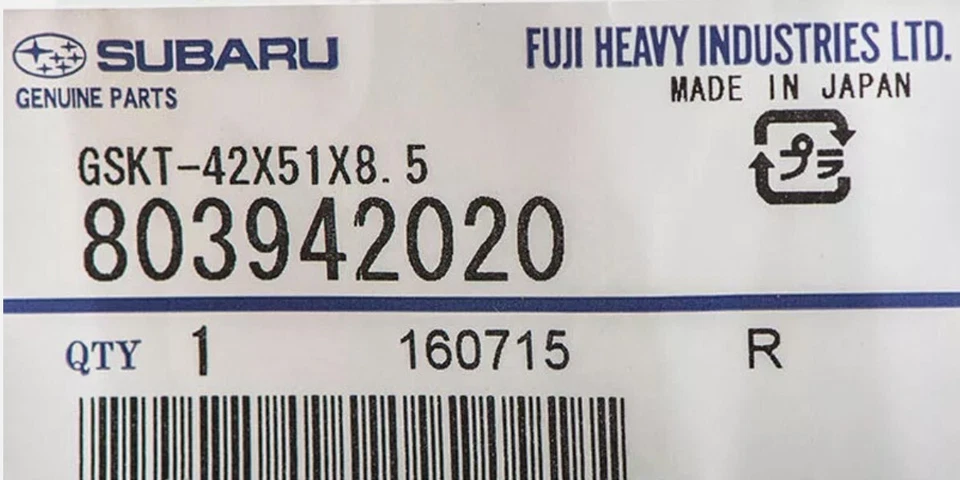 SUBARU
GENUINE PARTS
FUJI HEAVY INDUSTRIES LTD.
MADE IN JAPAN
プラ
GSKT-42X51X8.5
803942020
QTY 1 160715 R